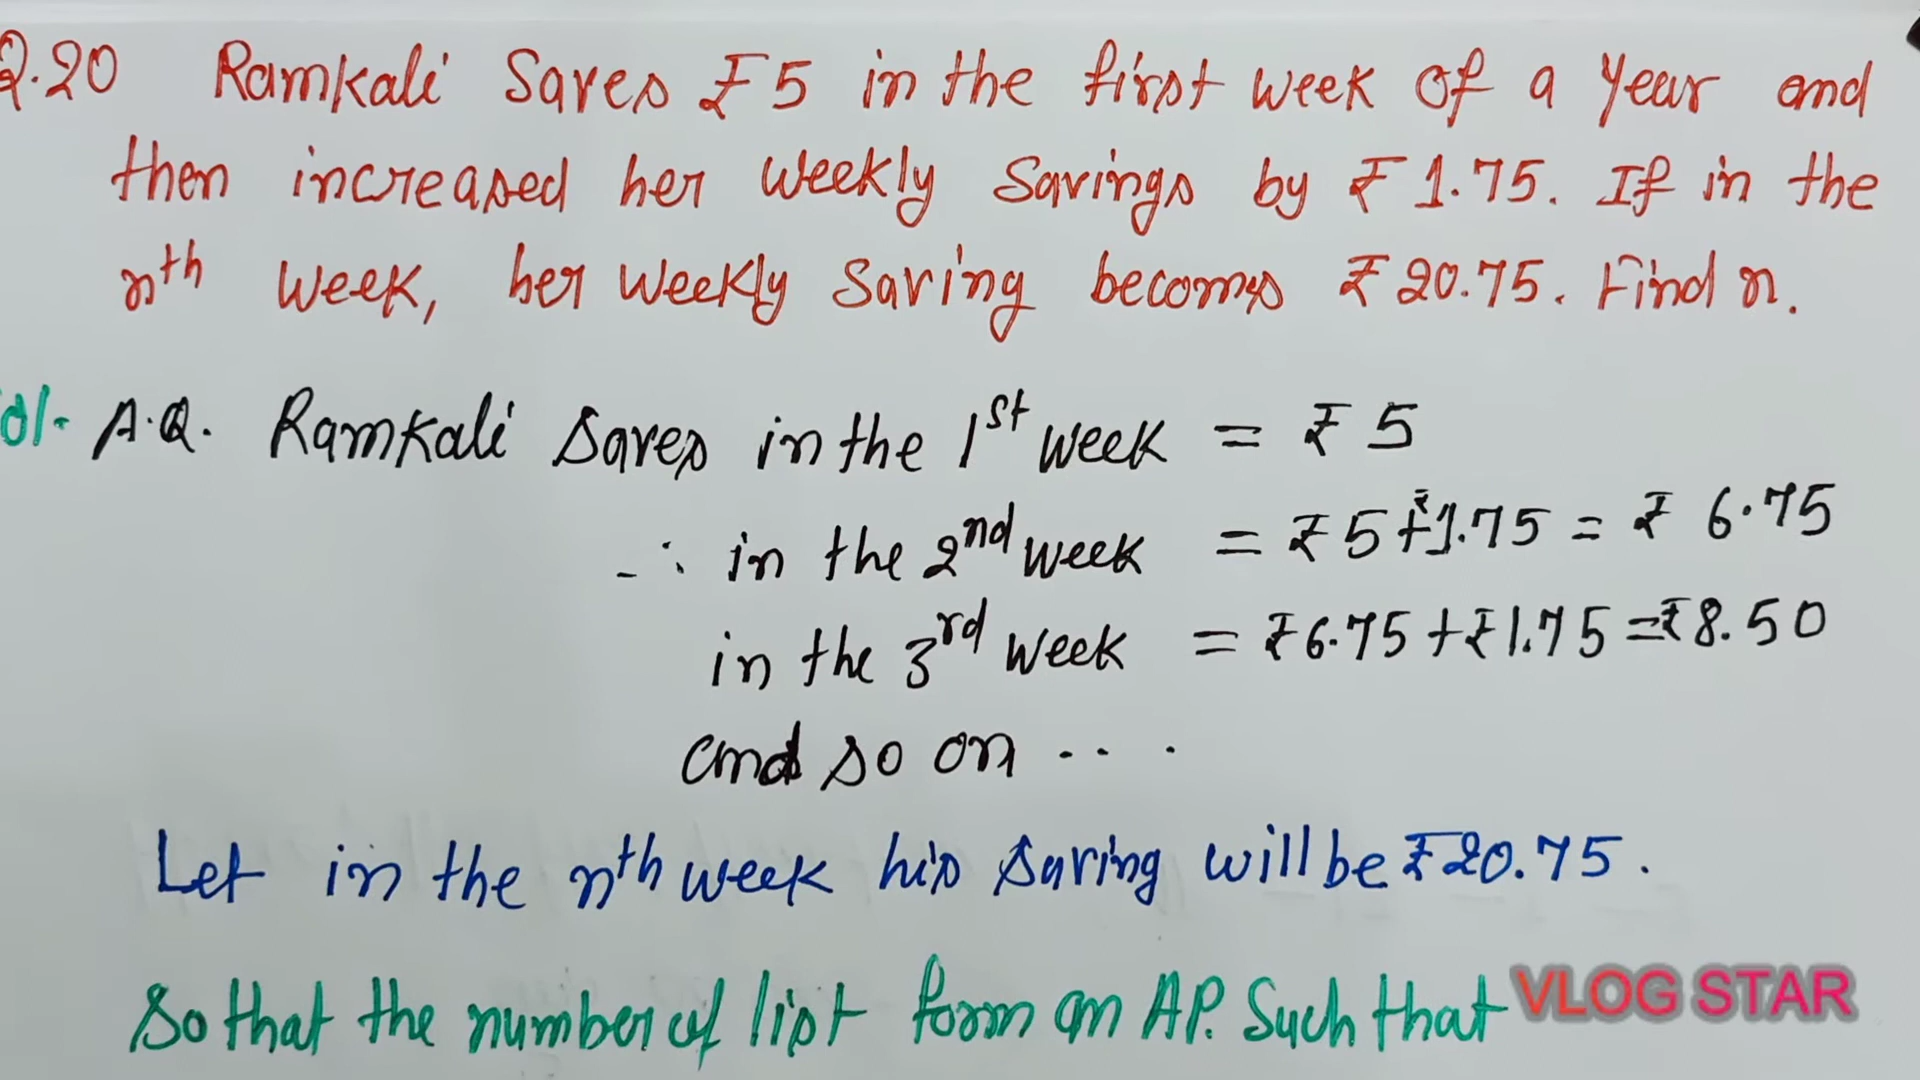 Q.20 Ramkali Saves ₹5 in the first week of a year and
then increased her weekly Savings by ₹1.75. If in the
nth week, her weekly Saving becomes ₹20.75. Find n.
Sol- A.Q. Ramkali saves in the 1st week = ₹5
∴ in the 2nd week = ₹5+₹1.75 = ₹ 6.75
in the 3rd week = ₹6.75+₹1.75=₹8.50
and so on ....
Let in the nth week his saving will be ₹20.75.
So that the number of list form an AP. Such that
VLOG STAR